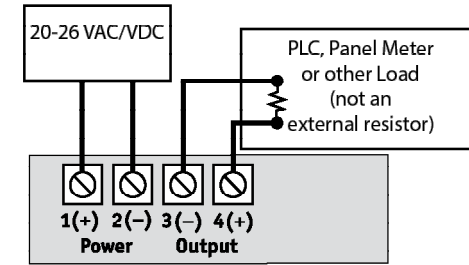 20-26 VAC/VDC
PLC, Panel Meter
or other Load
(not an
external resistor)
1(+) 2(−) 3(−) 4(+)
Power Output